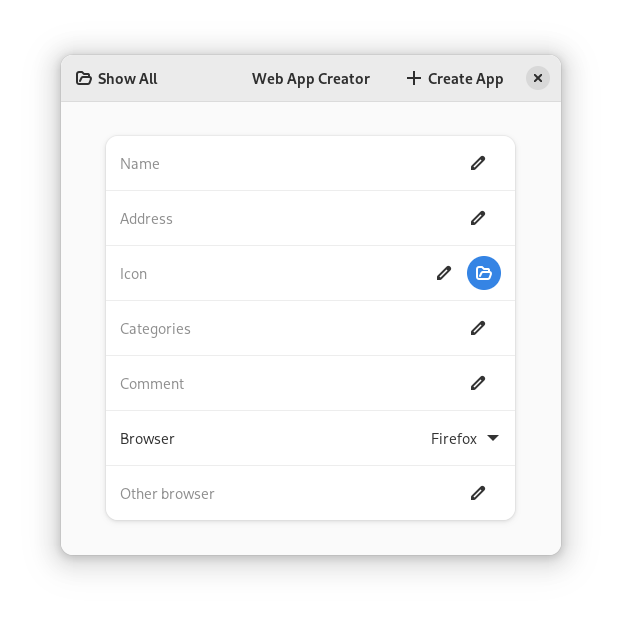 Show All Web App Creator Create App
Name
Address
Icon
Categories
Comment
Browser Firefox
Other browser